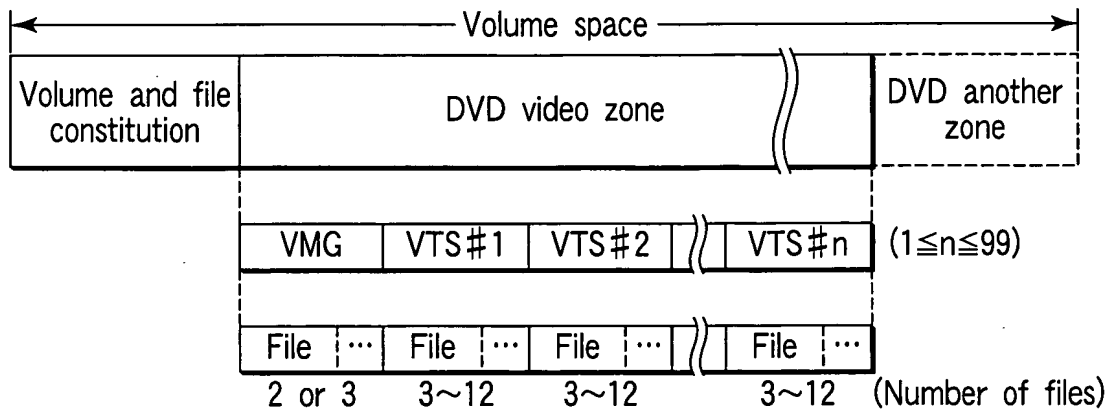 Volume space
Volume and file
constitution
DVD video zone
DVD another
zone
VMG VTS#1 VTS#2 VTS#n (1≦n≦99)
File ... File ... File ... File ...
2 or 3 3~12 3~12 3~12 (Number of files)